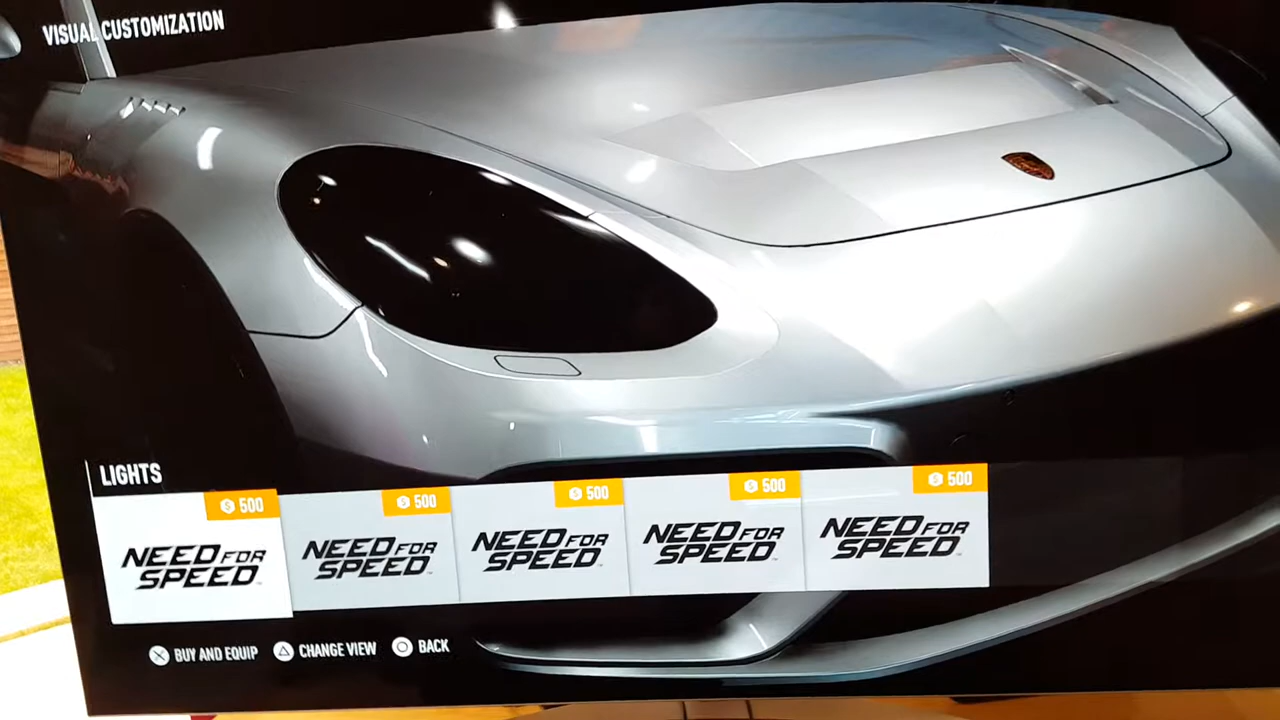 VISUAL CUSTOMIZATION
LIGHTS
500
500
500
500
500
NEED FOR
SPEED
NEED FOR
SPEED
NEED FOR
SPEED
NEED FOR
SPEED
NEED FOR
SPEED
BUY AND EQUIP
CHANGE VIEW
BACK